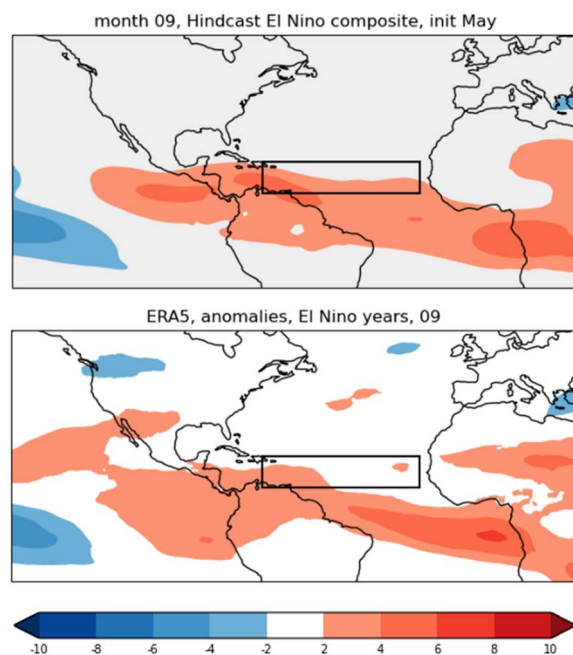 month 09, Hindcast El Nino composite, init May
ERA5, anomalies, El Nino years, 09
-10 -8 -6 -4 -2 2 4 6 8 10